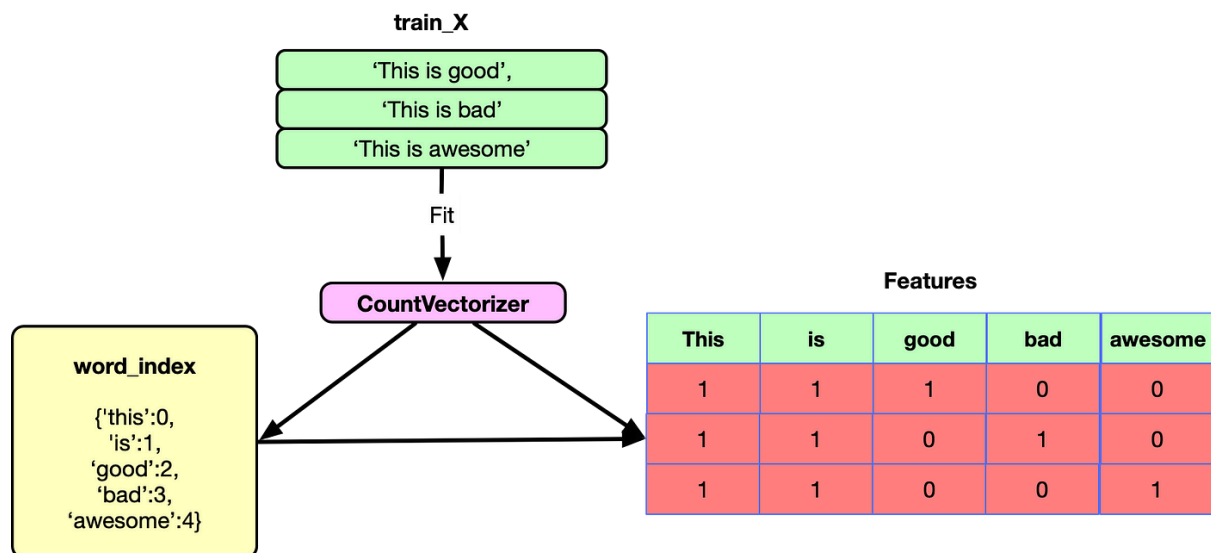 train_X
‘This is good’,
‘This is bad’
‘This is awesome’
Fit
CountVectorizer
word_index
{'this':0,
'is':1,
‘good’:2,
‘bad’:3,
‘awesome’:4}
Features
This is good bad awesome
1 1 1 0 0
1 1 0 1 0
1 1 0 0 1